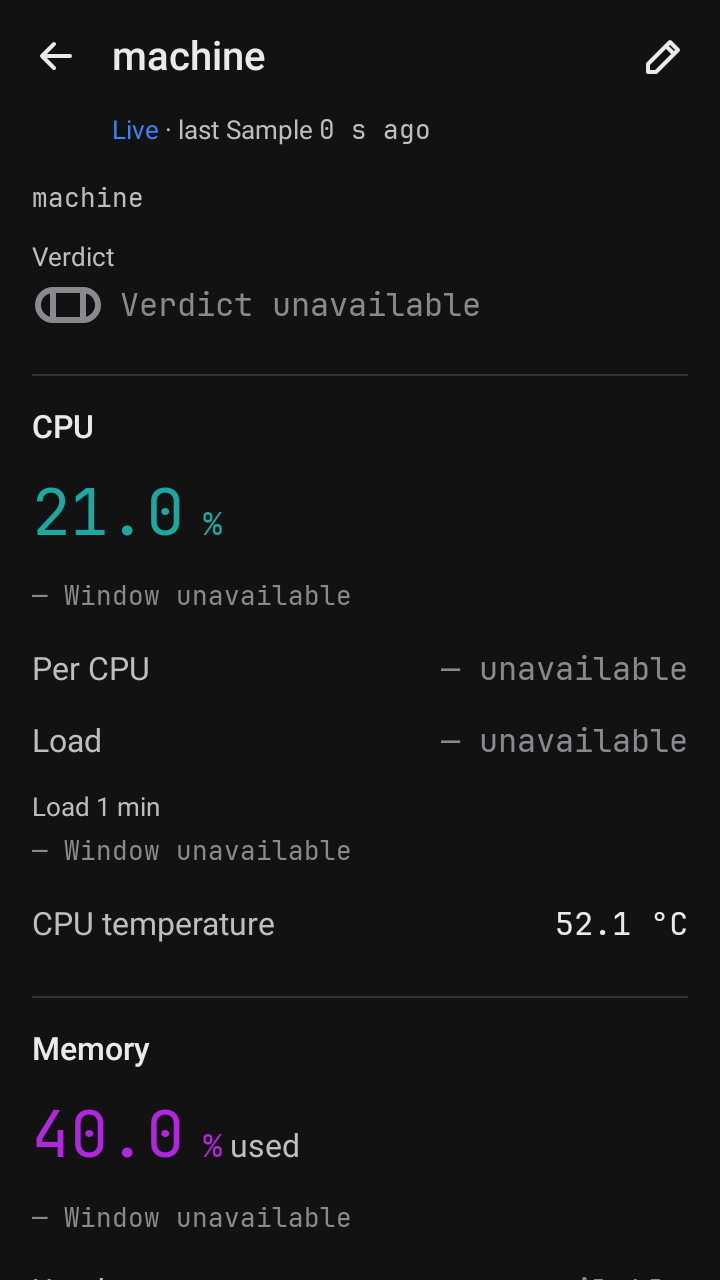 machine
Live · last Sample 0 s ago
machine
Verdict
Verdict unavailable
CPU
21.0 %
— Window unavailable
Per CPU — unavailable
Load — unavailable
Load 1 min
— Window unavailable
CPU temperature 52.1 °C
Memory
40.0 % used
— Window unavailable